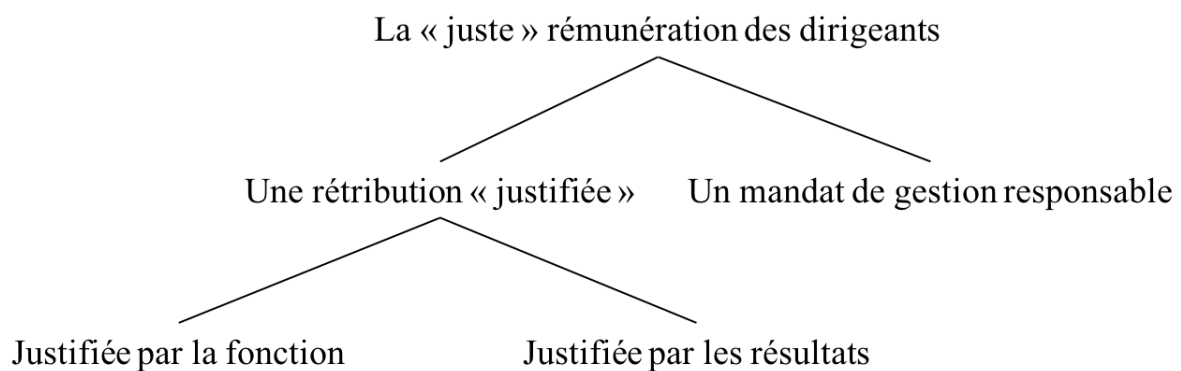 La « juste » rémunération des dirigeants
Une rétribution « justifiée »
Un mandat de gestion responsable
Justifiée par la fonction
Justifiée par les résultats